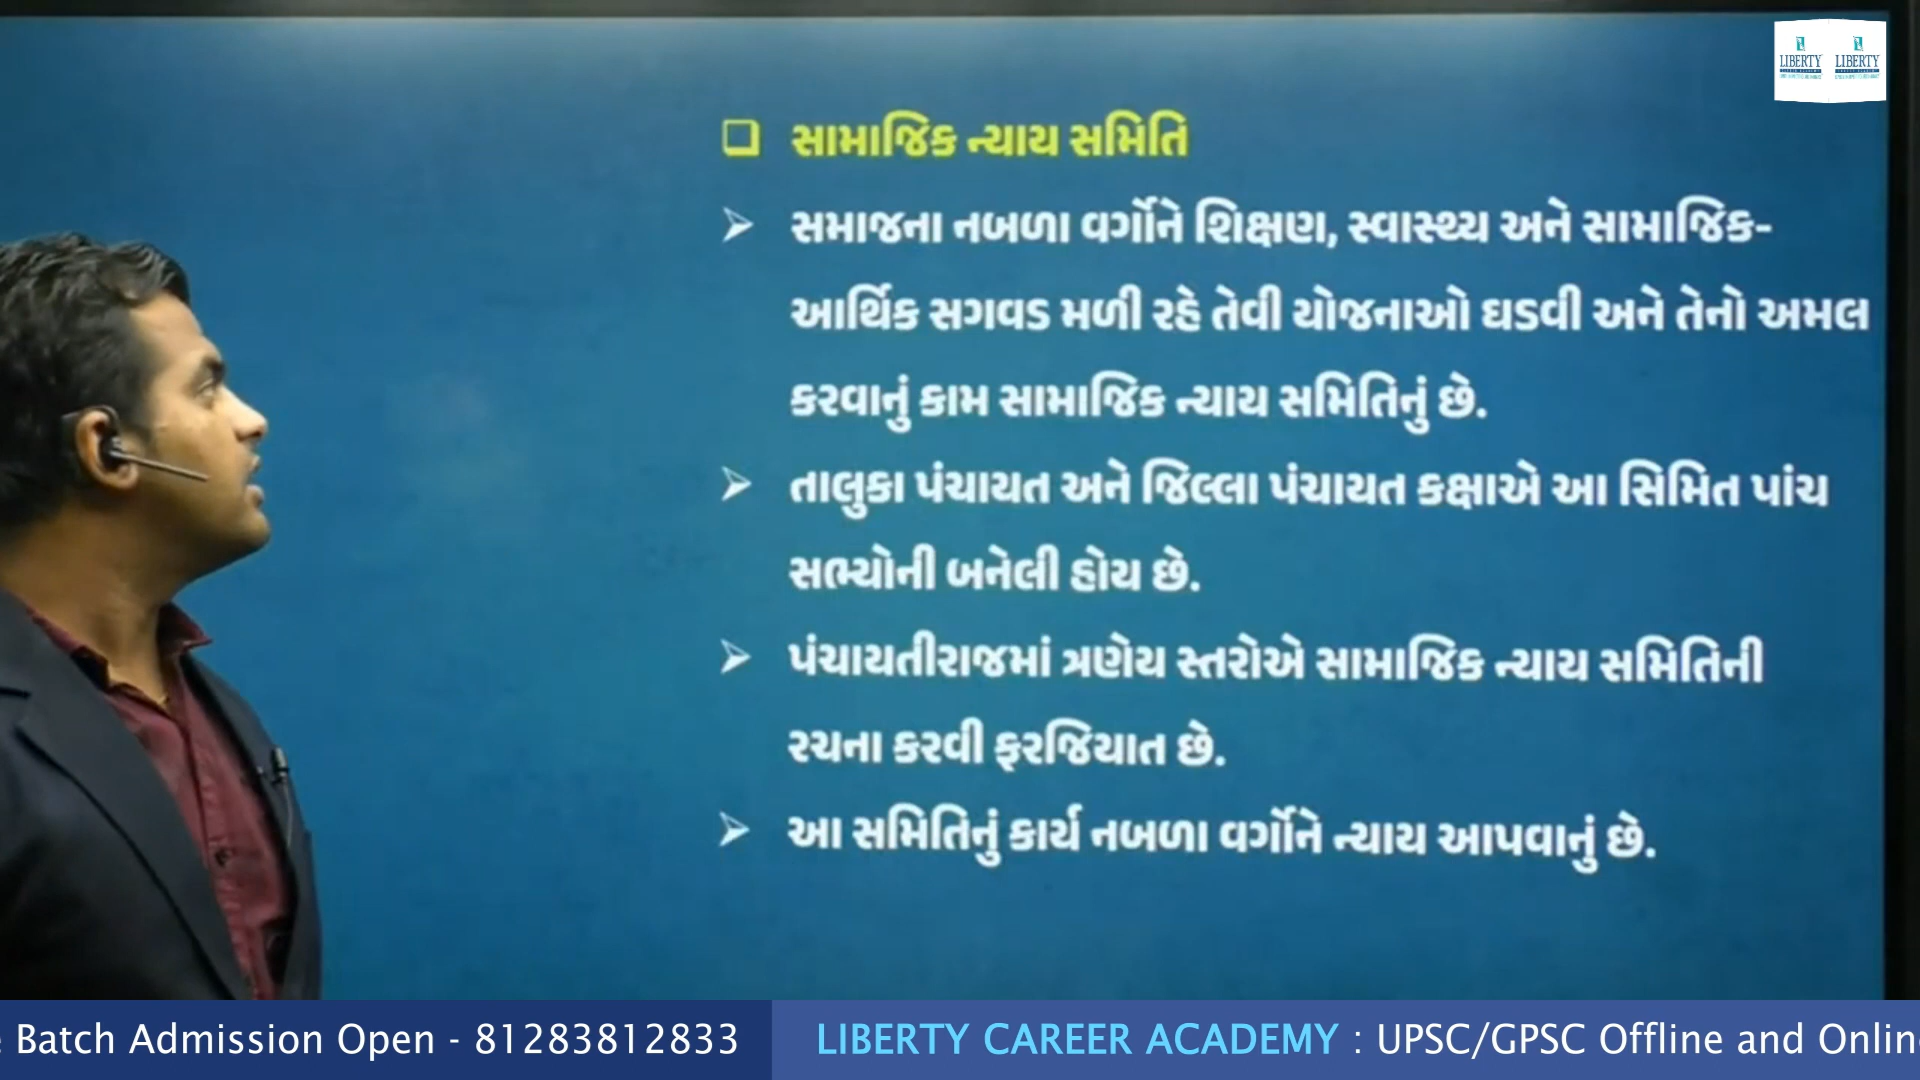 LIBERTY LIBERTY
સામાજિક ન્યાય સમિતિ
સમાજના નબળા વર્ગોને શિક્ષણ, સ્વાસ્થ્ય અને સામાજિક-
આર્થિક સગવડ મળી રહે તેવી યોજનાઓ ઘડવી અને તેનો અમલ
કરવાનું કામ સામાજિક ન્યાય સમિતિનું છે.
તાલુકા પંચાયત અને જિલ્લા પંચાયત કક્ષાએ આ સિમિત પાંચ
સભ્યોની બનેલી હોય છે.
પંચાયતીરાજમાં ત્રણેય સ્તરોએ સામાજિક ન્યાય સમિતિની
રચના કરવી ફરજિયાત છે.
આ સમિતિનું કાર્ય નબળા વર્ગોને ન્યાય આપવાનું છે.
Batch Admission Open - 81283812833 LIBERTY CAREER ACADEMY : UPSC/GPSC Offline and Onlin